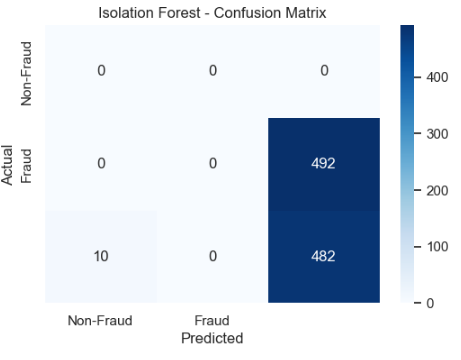 Isolation Forest - Confusion Matrix
Non-Fraud
0 0 0
Actual
Fraud
0 0 492
10 0 482
Non-Fraud Fraud
Predicted
400
300
200
100
0